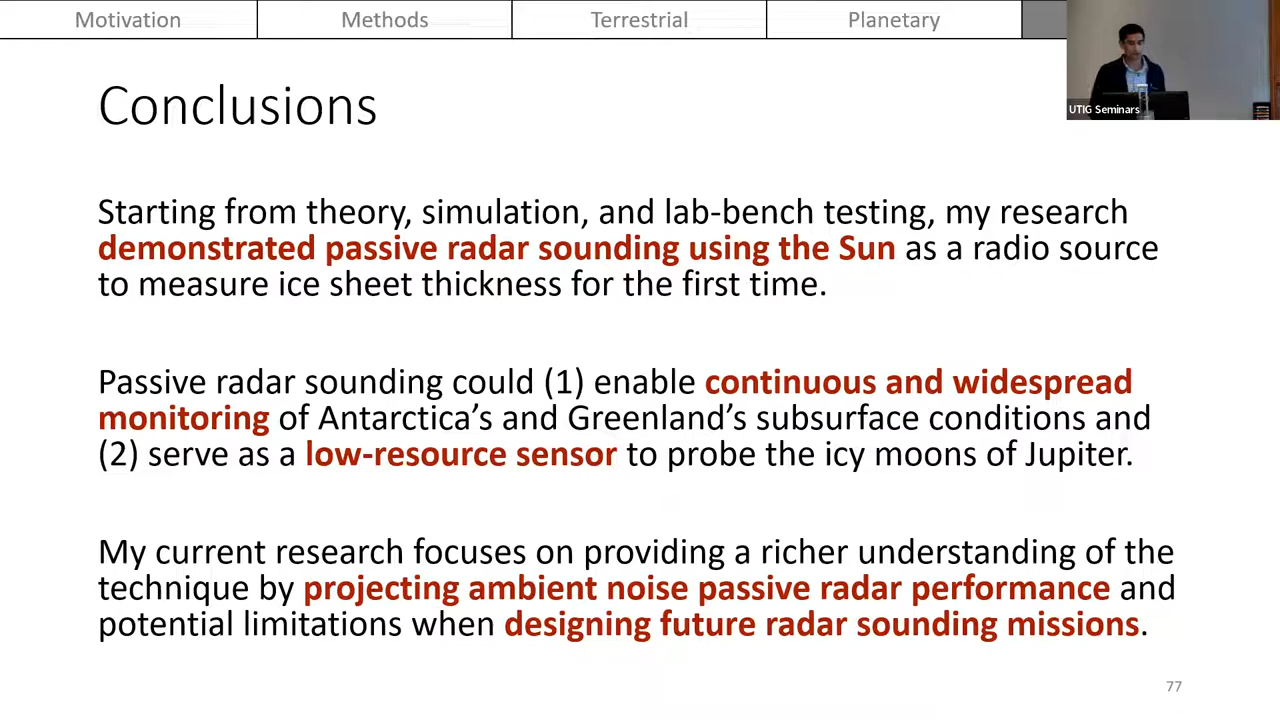 Motivation
Methods
Terrestrial
Planetary
UTIG Seminars
Conclusions
Starting from theory, simulation, and lab-bench testing, my research
demonstrated passive radar sounding using the Sun as a radio source
to measure ice sheet thickness for the first time.
Passive radar sounding could (1) enable continuous and widespread
monitoring of Antarctica’s and Greenland’s subsurface conditions and
(2) serve as a low-resource sensor to probe the icy moons of Jupiter.
My current research focuses on providing a richer understanding of the
technique by projecting ambient noise passive radar performance and
potential limitations when designing future radar sounding missions.
77